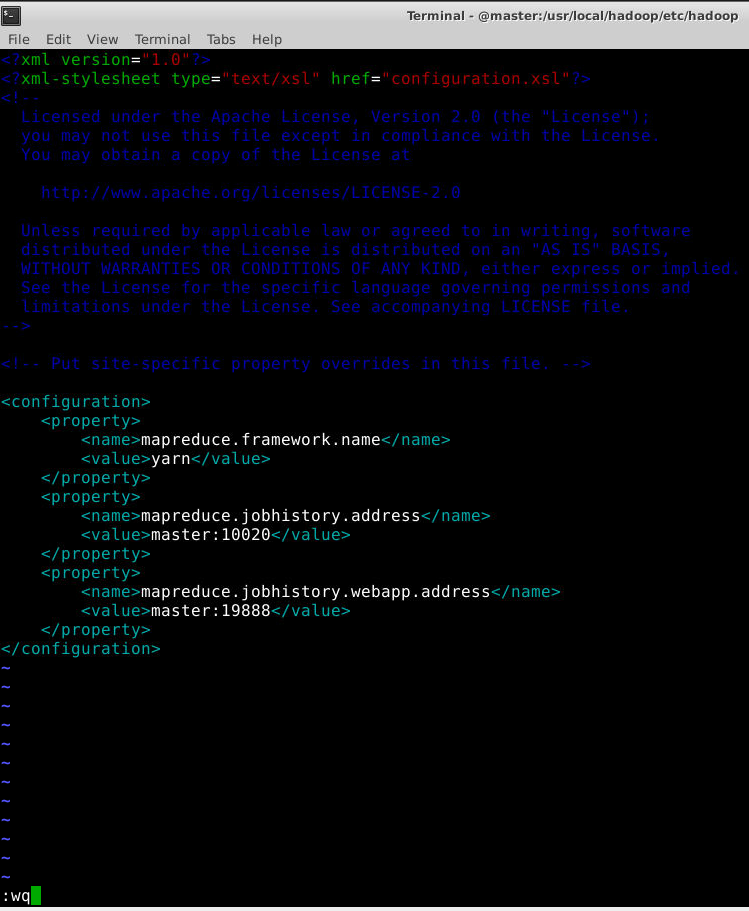 Terminal - @master:/usr/local/hadoop/etc/hadoop
File Edit View Terminal Tabs Help
<?xml version="1.0"?>
<?xml-stylesheet type="text/xsl" href="configuration.xsl"?>
<!--
  Licensed under the Apache License, Version 2.0 (the "License");
  you may not use this file except in compliance with the License.
  You may obtain a copy of the License at

    http://www.apache.org/licenses/LICENSE-2.0

  Unless required by applicable law or agreed to in writing, software
  distributed under the License is distributed on an "AS IS" BASIS,
  WITHOUT WARRANTIES OR CONDITIONS OF ANY KIND, either express or implied.
  See the License for the specific language governing permissions and
  limitations under the License. See accompanying LICENSE file.
-->

<!-- Put site-specific property overrides in this file. -->

<configuration>
    <property>
        <name>mapreduce.framework.name</name>
        <value>yarn</value>
    </property>
    <property>
        <name>mapreduce.jobhistory.address</name>
        <value>master:10020</value>
    </property>
    <property>
        <name>mapreduce.jobhistory.webapp.address</name>
        <value>master:19888</value>
    </property>
</configuration>
~
~
~
~
~
~
~
~
~
~
~
~
:wq